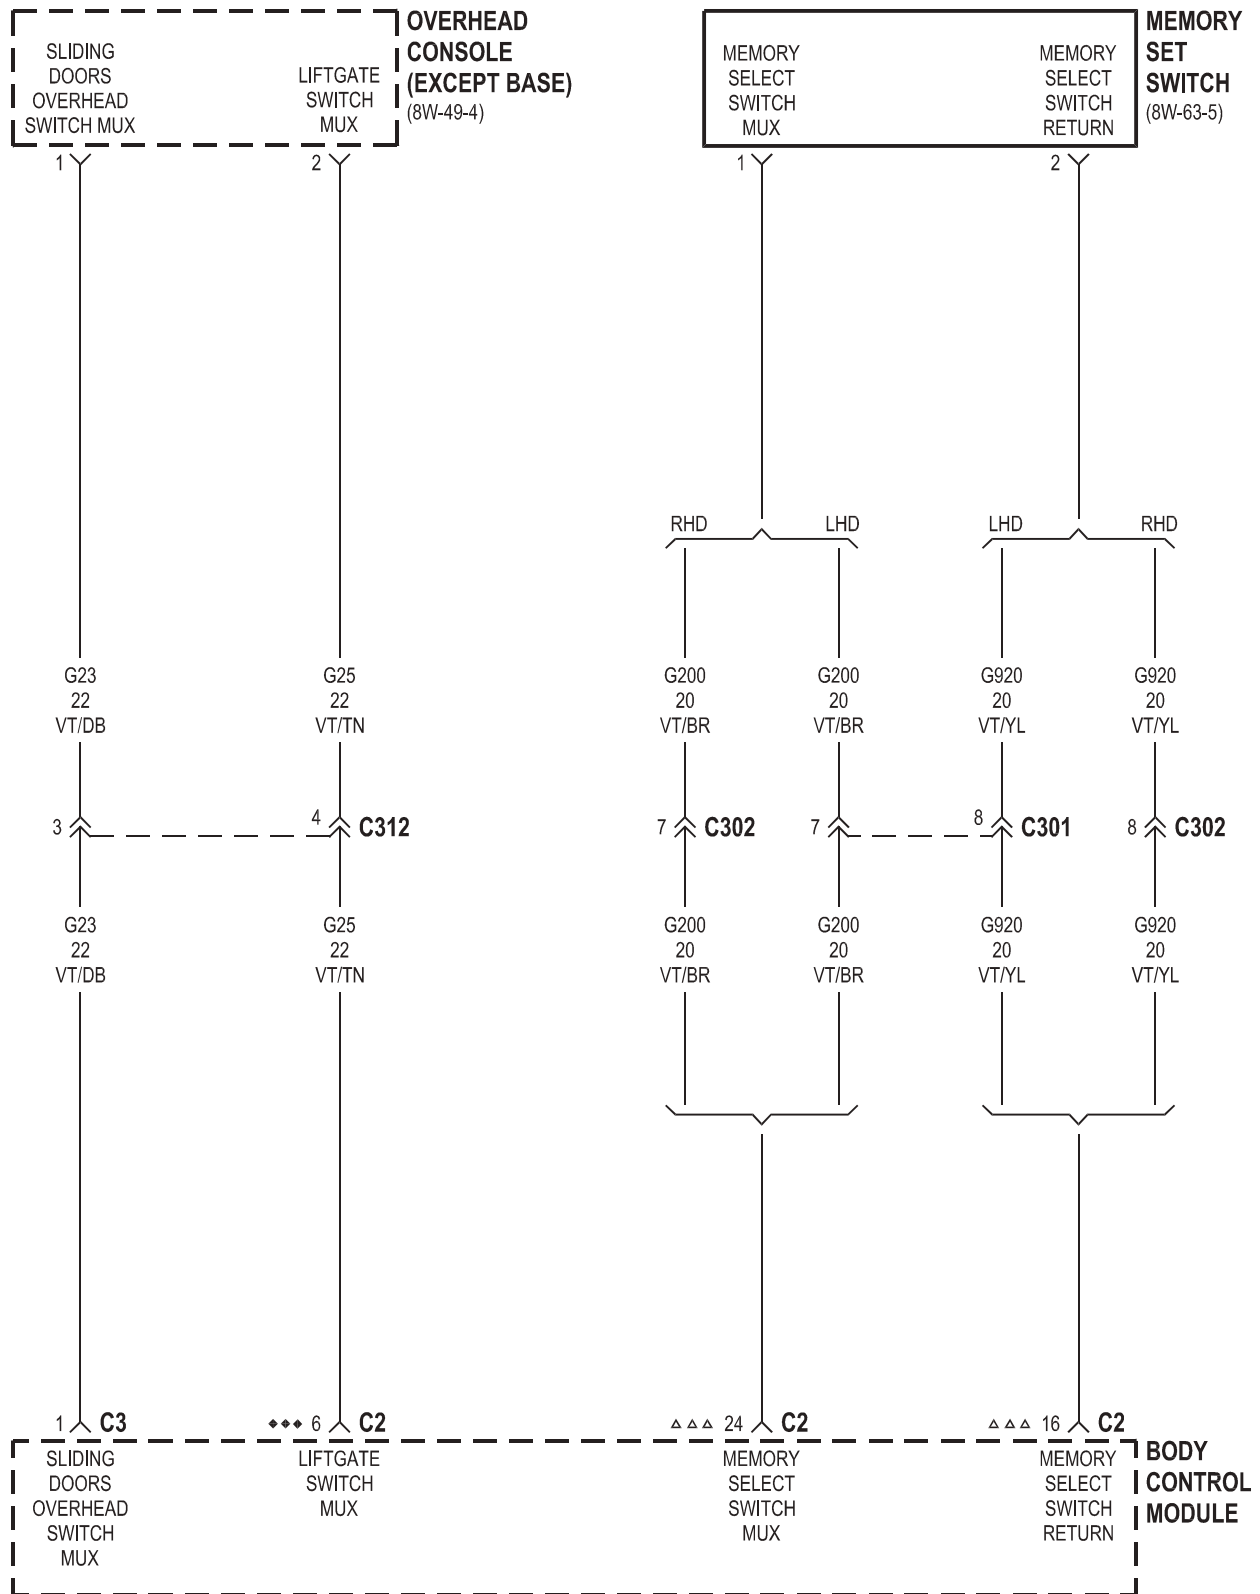 OVERHEAD
CONSOLE
(EXCEPT BASE)
(8W-49-4)
SLIDING
DOORS
OVERHEAD
SWITCH MUX
LIFTGATE
SWITCH
MUX
MEMORY
SELECT
SWITCH
MUX
MEMORY
SELECT
SWITCH
RETURN
MEMORY
SET
SWITCH
(8W-63-5)
1
2
1
2
RHD
LHD
LHD
RHD
G23
22
VT/DB
G25
22
VT/TN
G200
20
VT/BR
G200
20
VT/BR
G920
20
VT/YL
G920
20
VT/YL
3
4
C312
7
C302
7
8
C301
8
C302
G23
22
VT/DB
G25
22
VT/TN
G200
20
VT/BR
G200
20
VT/BR
G920
20
VT/YL
G920
20
VT/YL
1 C3
6 C2
24 C2
16 C2
SLIDING
DOORS
OVERHEAD
SWITCH
MUX
LIFTGATE
SWITCH
MUX
MEMORY
SELECT
SWITCH
MUX
MEMORY
SELECT
SWITCH
RETURN
BODY
CONTROL
MODULE